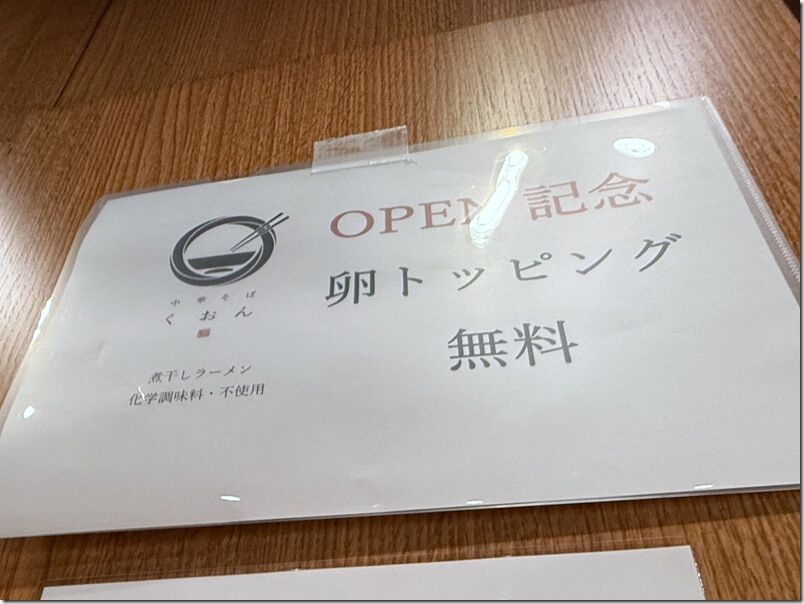 OPEN 記念
卵トッピング
無料
中華そば
くおん
煮干しラーメン
化学調味料・不使用